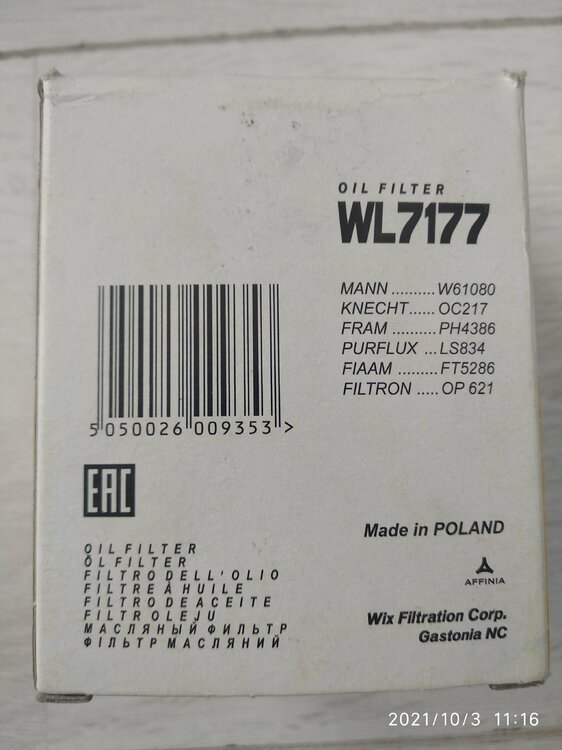 OIL FILTER
WL7177
MANN ..........W61080
KNECHT......OC217
FRAM ..........PH4386
PURFLUX ...LS834
FIAAM .........FT5286
FILTRON .....OP 621
5 050026 009353 >
EAC
OIL FILTER
ÖL FILTER
FILTRO DELL'OLIO
FILTRE À HUILE
FILTRO DE ACEITE
FILTR OLEJU
МАСЛЯНЫЙ ФИЛЬТР
ФІЛЬТР МАСЛЯНИЙ
Made in POLAND
AFFINIA
Wix Filtration Corp.
Gastonia NC
2021/10/3 11:16